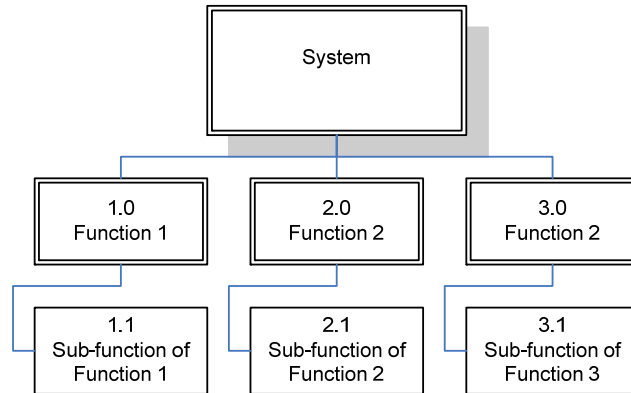 System
1.0
Function 1
2.0
Function 2
3.0
Function 2
1.1
Sub-function of
Function 1
2.1
Sub-function of
Function 2
3.1
Sub-function of
Function 3